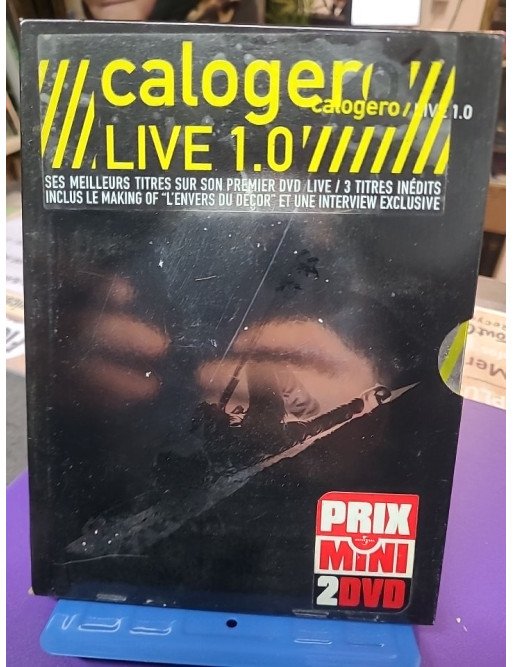 calogero
calogero / LIVE 1.0
LIVE 1.0
SES MEILLEURS TITRES SUR SON PREMIER DVD LIVE / 3 TITRES INÉDITS
INCLUS LE MAKING OF "L'ENVERS DU DÉCOR" ET UNE INTERVIEW EXCLUSIVE
PRIX
MiNi
2DVD